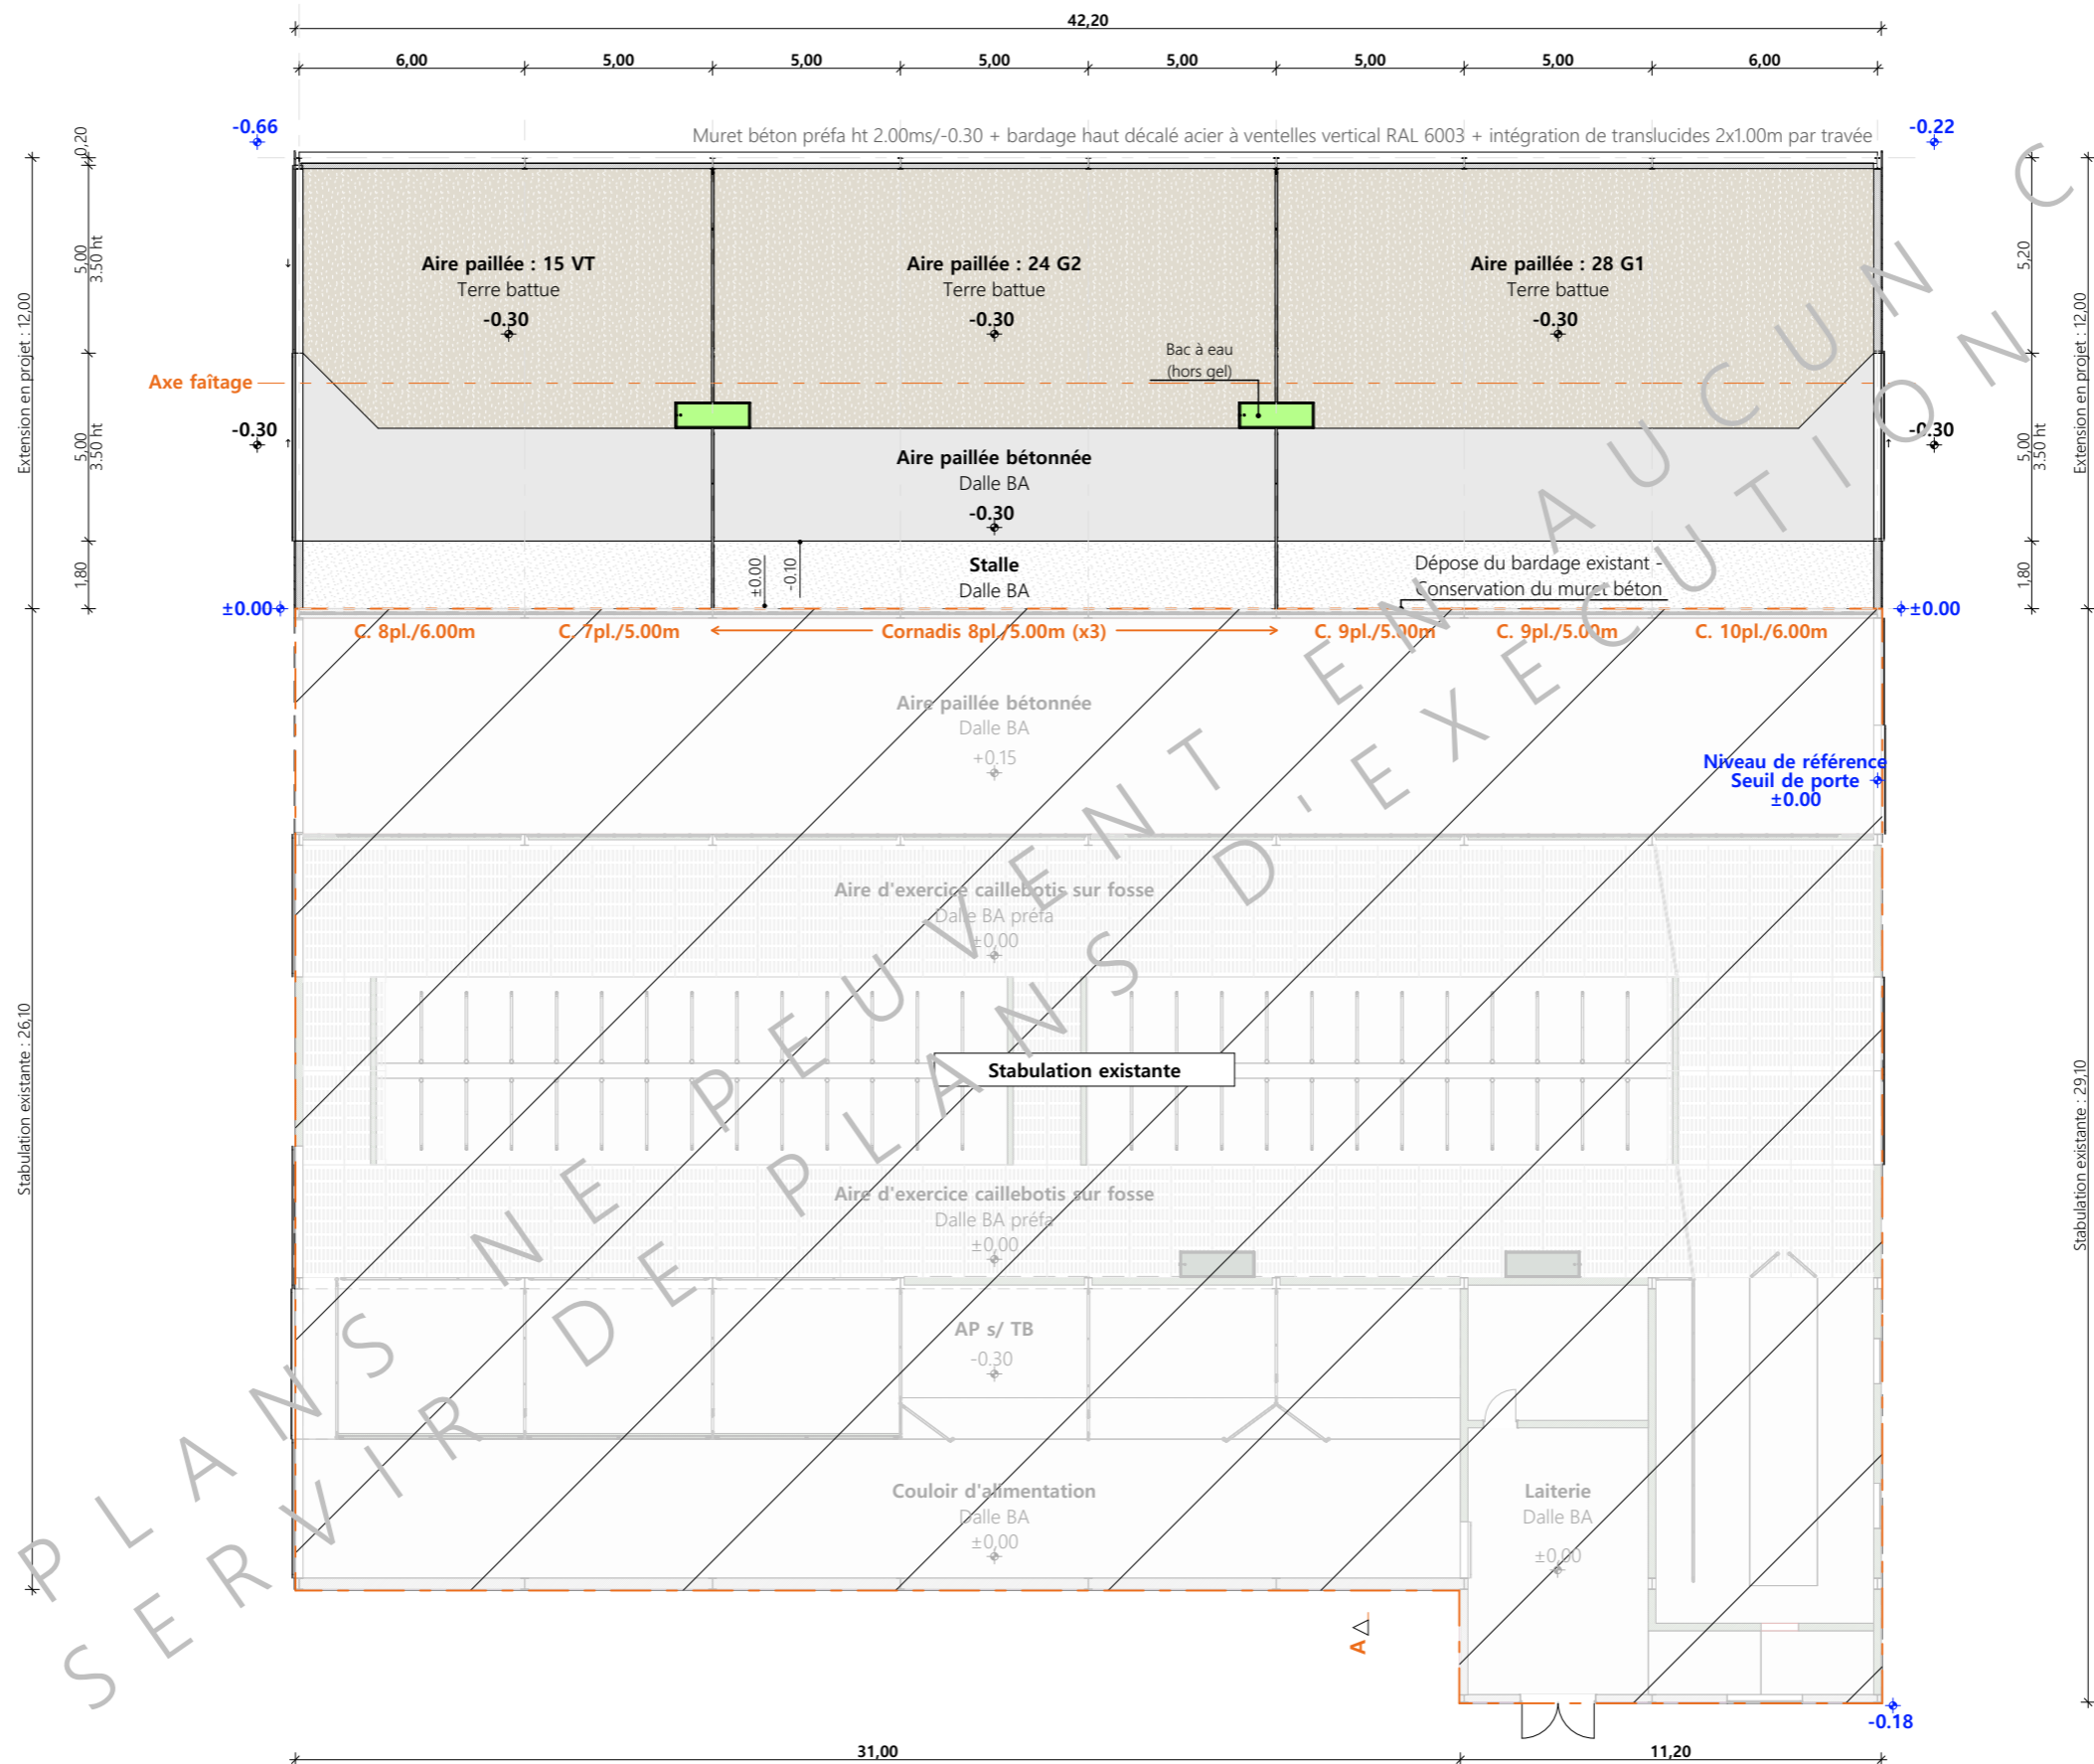 42,20
6,00 5,00 5,00 5,00 5,00 5,00 5,00 6,00
-0.66
-0.22
Muret béton préfa ht 2.00ms/-0.30 + bardage haut décalé acier à ventelles vertical RAL 6003 + intégration de translucides 2x1.00m par travée
0,20
5,00
3.50 ht
5,00
3.50 ht
1,80
Extension en projet : 12,00
Stabulation existante : 26,10
5,20
5,00
3.50 ht
1,80
Extension en projet : 12,00
Stabulation existante : 29,10
Aire paillée : 15 VT
Terre battue
-0.30
Aire paillée : 24 G2
Terre battue
-0.30
Aire paillée : 28 G1
Terre battue
-0.30
Bac à eau
(hors gel)
Axe faîtage
-0.30
-0.30
Aire paillée bétonnée
Dalle BA
-0.30
Stalle
Dalle BA
±0.00
-0.10
Dépose du bardage existant -
Conservation du muret béton
±0.00
±0.00
C. 8pl./6.00m
C. 7pl./5.00m
Cornadis 8pl./5.00m (x3)
C. 9pl./5.00m
C. 9pl./5.00m
C. 10pl./6.00m
Aire paillée bétonnée
Dalle BA
+0.15
Niveau de référence
Seuil de porte
±0.00
Aire d'exercice caillebotis sur fosse
Dalle BA préfa
±0,00
Stabulation existante
Aire d'exercice caillebotis sur fosse
Dalle BA préfa
±0,00
AP s/ TB
-0.30
Couloir d'alimentation
Dalle BA
±0,00
Laiterie
Dalle BA
±0,00
A
-0.18
31,00
11,20
PLANS NE PEUVENT EN AUCUN C
SERVIR DE PLANS D'EXECUTION